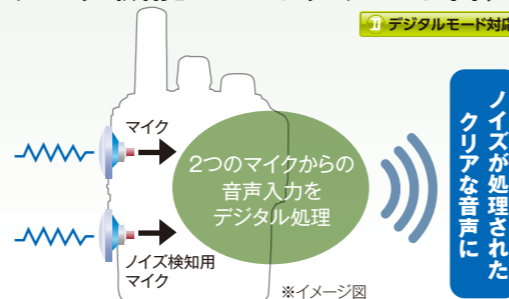 デジタルモード対応
マイク
2つのマイクからの
音声入力を
デジタル処理
ノイズ検知用
マイク
ノイズが処理された
クリアな音声に
※イメージ図